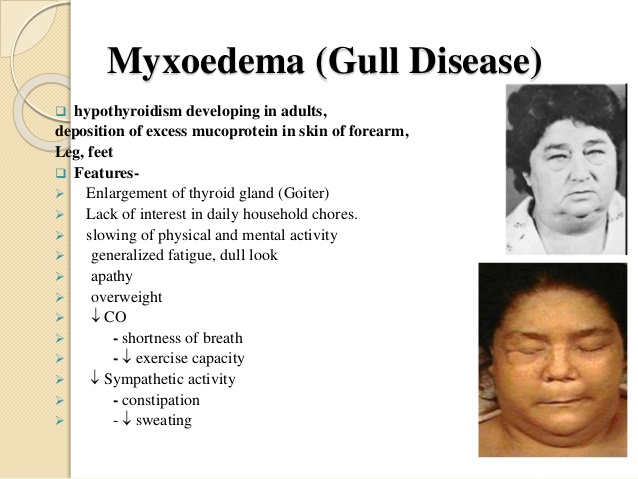 Myxoedema (Gull Disease)
❑ hypothyroidism developing in adults,
deposition of excess mucoprotein in skin of forearm,
Leg, feet
❑ Features-
➢ Enlargement of thyroid gland (Goiter)
➢ Lack of interest in daily household chores.
➢ slowing of physical and mental activity
➢ generalized fatigue, dull look
➢ apathy
➢ overweight
➢ ↓ CO
➢ - shortness of breath
➢ - ↓ exercise capacity
➢ ↓ Sympathetic activity
➢ - constipation
➢ - ↓ sweating